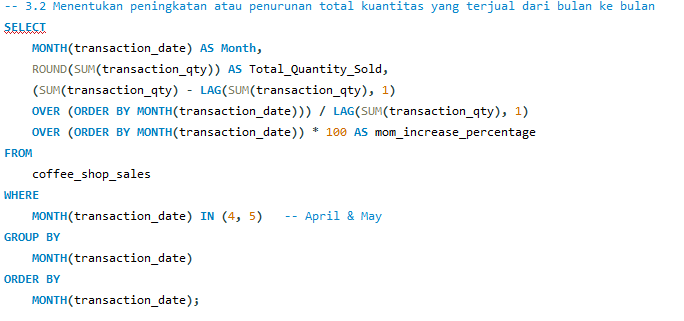 -- 3.2 Menentukan peningkatan atau penurunan total kuantitas yang terjual dari bulan ke bulan
SELECT
    MONTH(transaction_date) AS Month,
    ROUND(SUM(transaction_qty)) AS Total_Quantity_Sold,
    (SUM(transaction_qty) - LAG(SUM(transaction_qty), 1)
    OVER (ORDER BY MONTH(transaction_date))) / LAG(SUM(transaction_qty), 1)
    OVER (ORDER BY MONTH(transaction_date)) * 100 AS mom_increase_percentage
FROM
    coffee_shop_sales
WHERE
    MONTH(transaction_date) IN (4, 5)   -- April & May
GROUP BY
    MONTH(transaction_date)
ORDER BY
    MONTH(transaction_date);